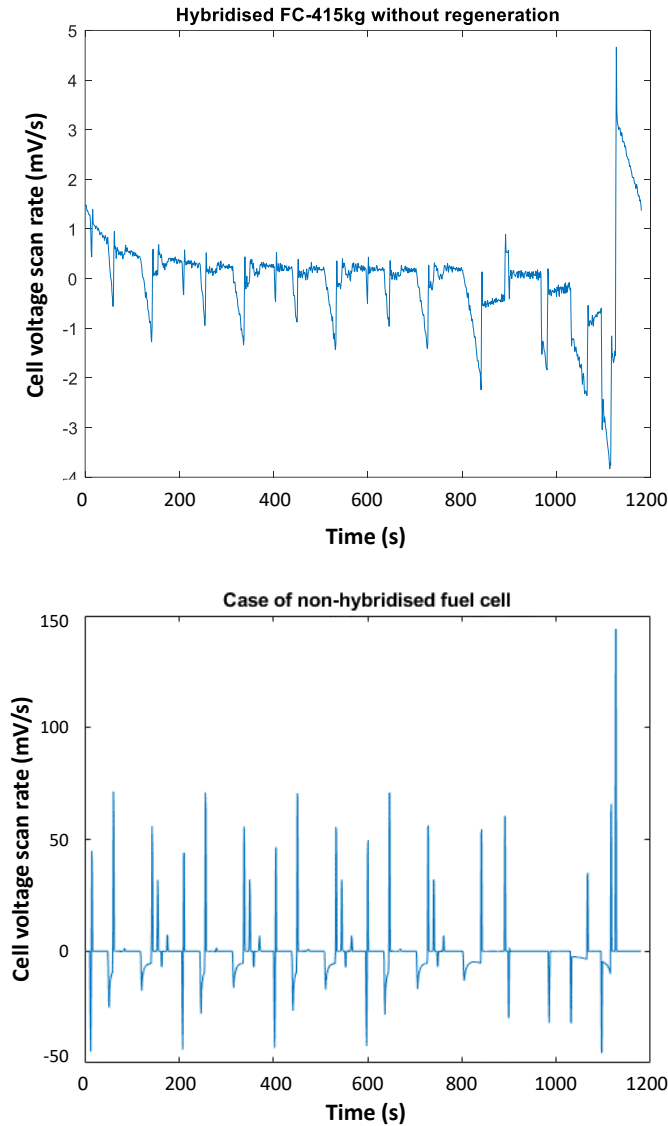 Hybridised FC-415kg without regeneration
5
4
3
2
1
0
-1
-2
-3
-4
Cell voltage scan rate (mV/s)
0 200 400 600 800 1000 1200
Time (s)
Case of non-hybridised fuel cell
150
100
50
0
-50
Cell voltage scan rate (mV/s)
0 200 400 600 800 1000 1200
Time (s)